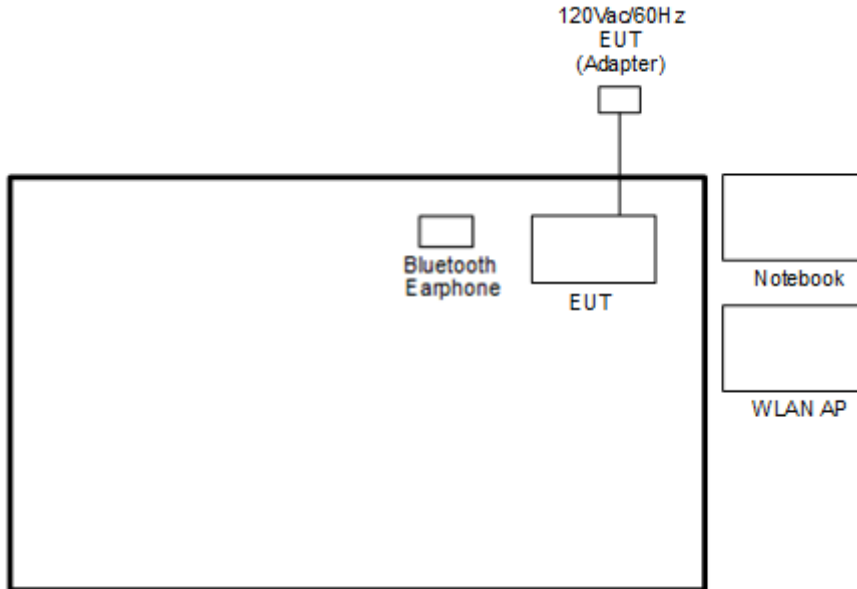 120Vac/60Hz
EUT
(Adapter)
Bluetooth
Earphone
EUT
Notebook
WLAN AP